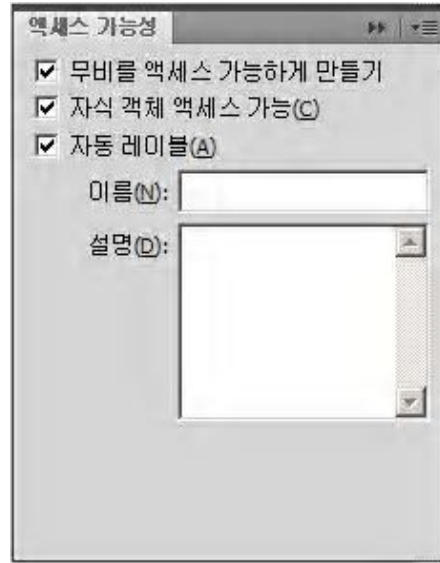 액세스 가능성
무비를 액세스 가능하게 만들기
자식 객체 액세스 가능(C)
자동 레이블(A)
이름(N):
설명(D):